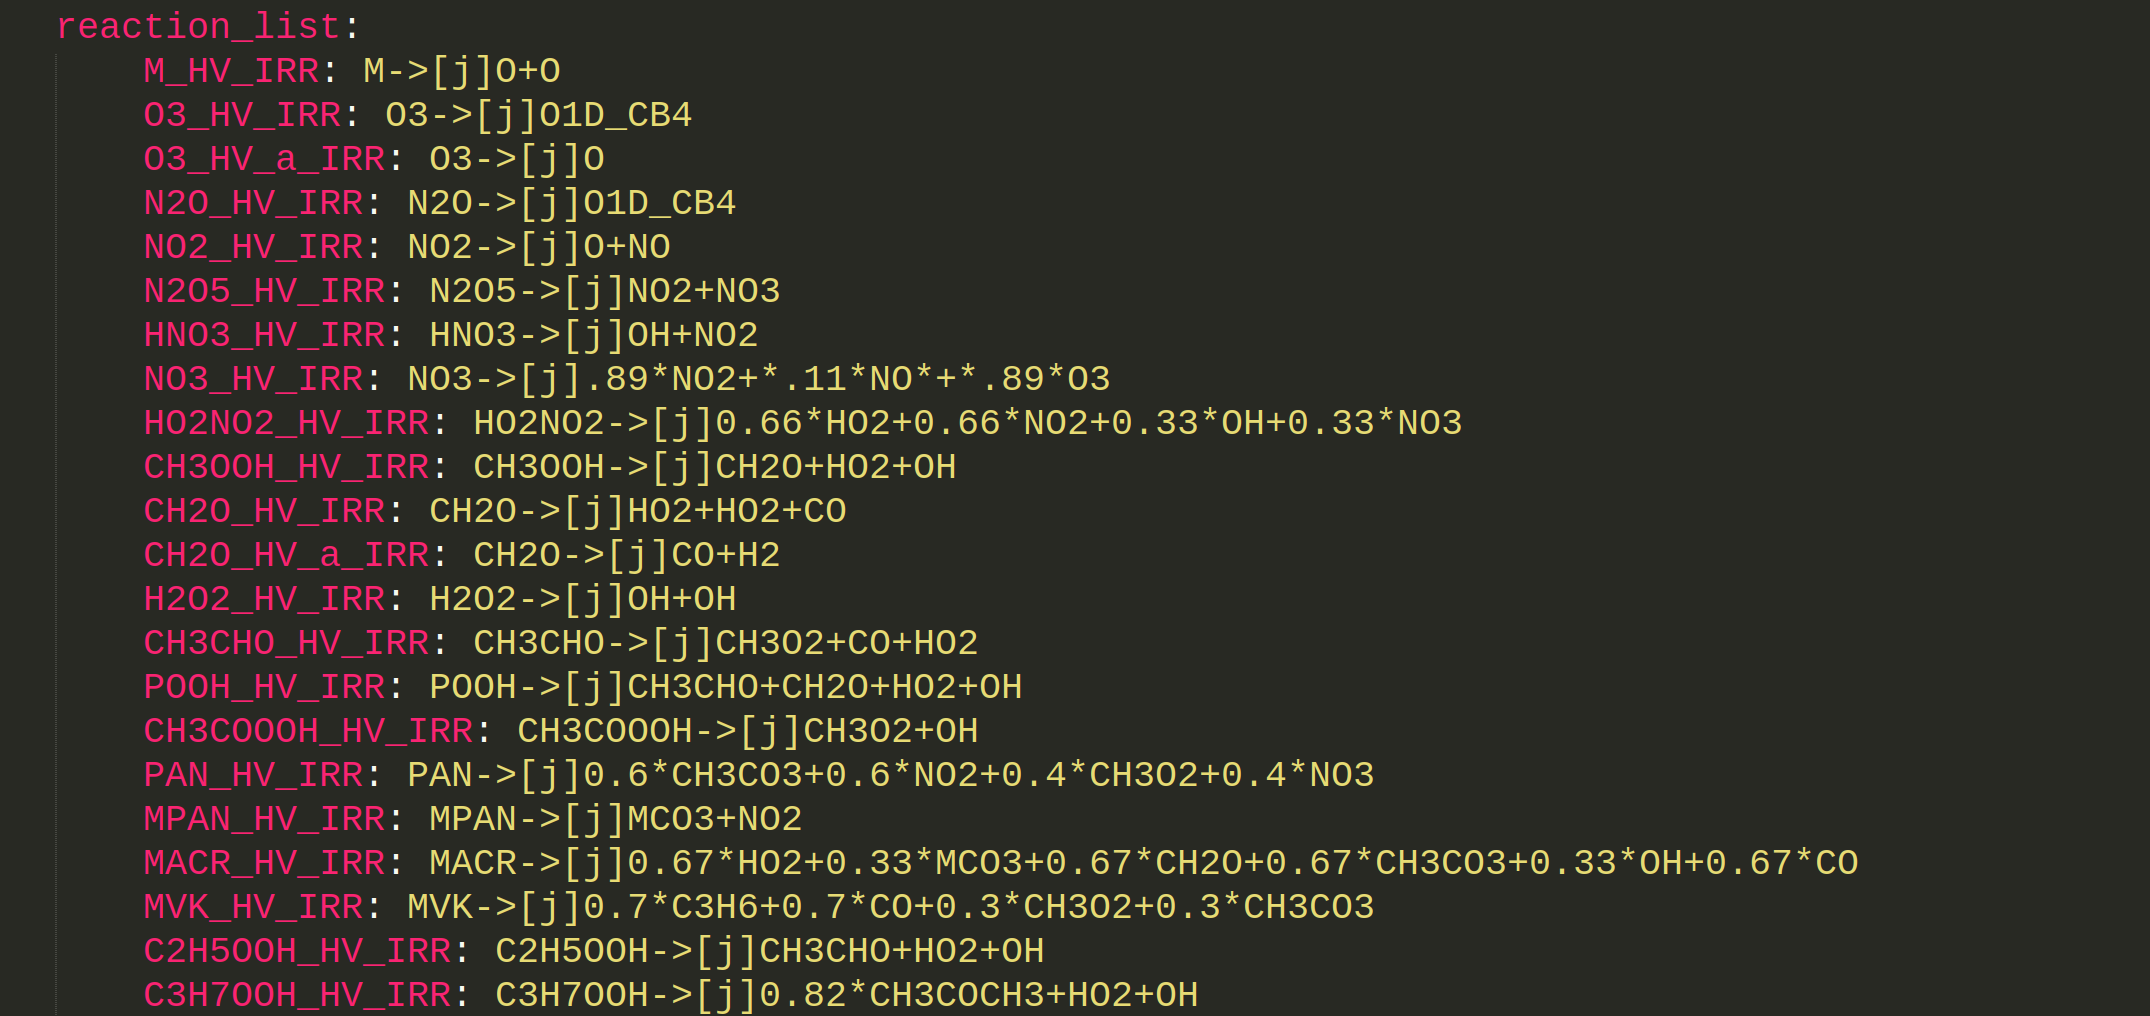 reaction_list:
M_HV_IRR: M->[j]O+O
O3_HV_IRR: O3->[j]O1D_CB4
O3_HV_a_IRR: O3->[j]O
N2O_HV_IRR: N2O->[j]O1D_CB4
NO2_HV_IRR: NO2->[j]O+NO
N2O5_HV_IRR: N2O5->[j]NO2+NO3
HNO3_HV_IRR: HNO3->[j]OH+NO2
NO3_HV_IRR: NO3->[j].89*NO2+*.11*NO*+*.89*O3
HO2NO2_HV_IRR: HO2NO2->[j]0.66*HO2+0.66*NO2+0.33*OH+0.33*NO3
CH3OOH_HV_IRR: CH3OOH->[j]CH2O+HO2+OH
CH2O_HV_IRR: CH2O->[j]HO2+HO2+CO
CH2O_HV_a_IRR: CH2O->[j]CO+H2
H2O2_HV_IRR: H2O2->[j]OH+OH
CH3CHO_HV_IRR: CH3CHO->[j]CH3O2+CO+HO2
POOH_HV_IRR: POOH->[j]CH3CHO+CH2O+HO2+OH
CH3COOOH_HV_IRR: CH3COOOH->[j]CH3O2+OH
PAN_HV_IRR: PAN->[j]0.6*CH3CO3+0.6*NO2+0.4*CH3O2+0.4*NO3
MPAN_HV_IRR: MPAN->[j]MCO3+NO2
MACR_HV_IRR: MACR->[j]0.67*HO2+0.33*MCO3+0.67*CH2O+0.67*CH3CO3+0.33*OH+0.67*CO
MVK_HV_IRR: MVK->[j]0.7*C3H6+0.7*CO+0.3*CH3O2+0.3*CH3CO3
C2H5OOH_HV_IRR: C2H5OOH->[j]CH3CHO+HO2+OH
C3H7OOH_HV_IRR: C3H7OOH->[j]0.82*CH3COCH3+HO2+OH